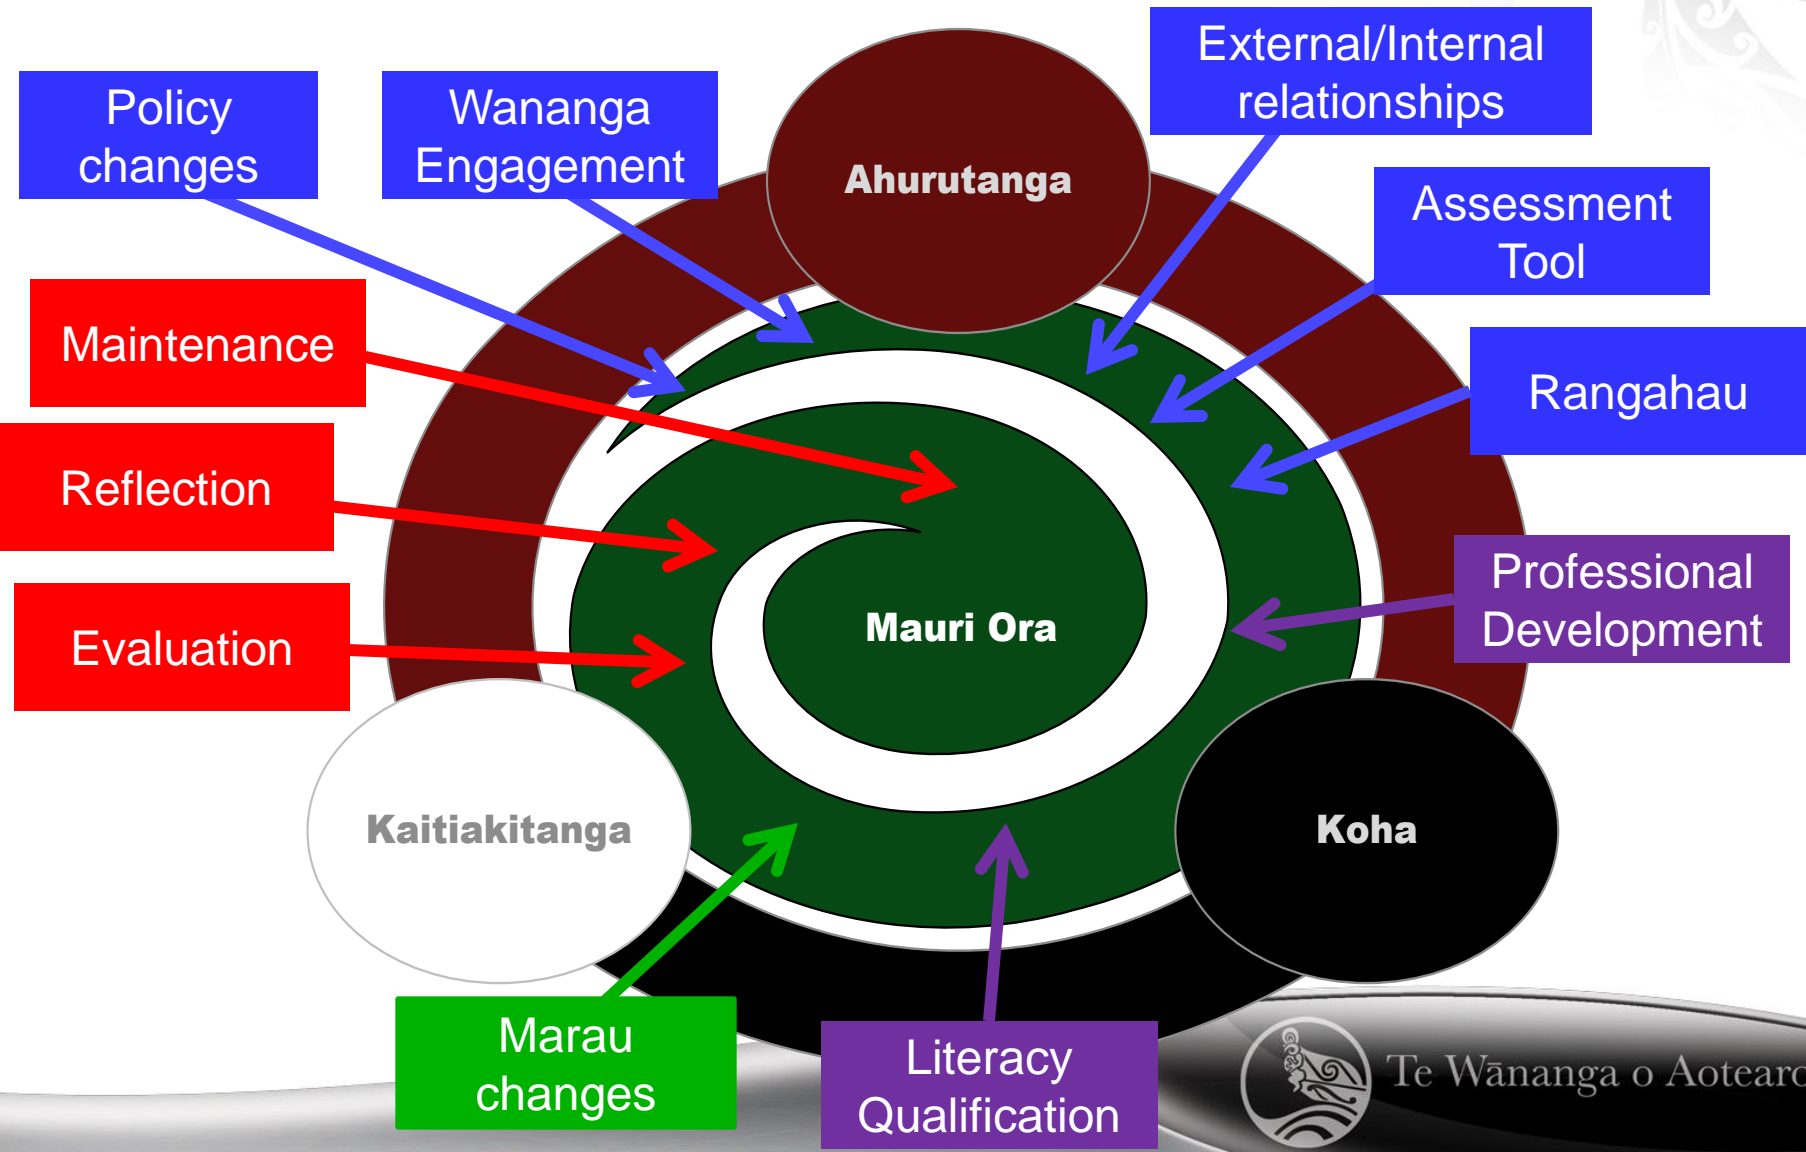 External/Internal
relationships
Policy
changes
Wananga
Engagement
Ahurutanga
Assessment
Tool
Maintenance
Rangahau
Reflection
Professional
Development
Evaluation
Mauri Ora
Kaitiakitanga
Koha
Marau
changes
Literacy
Qualification
Te Wānanga o Aotearo